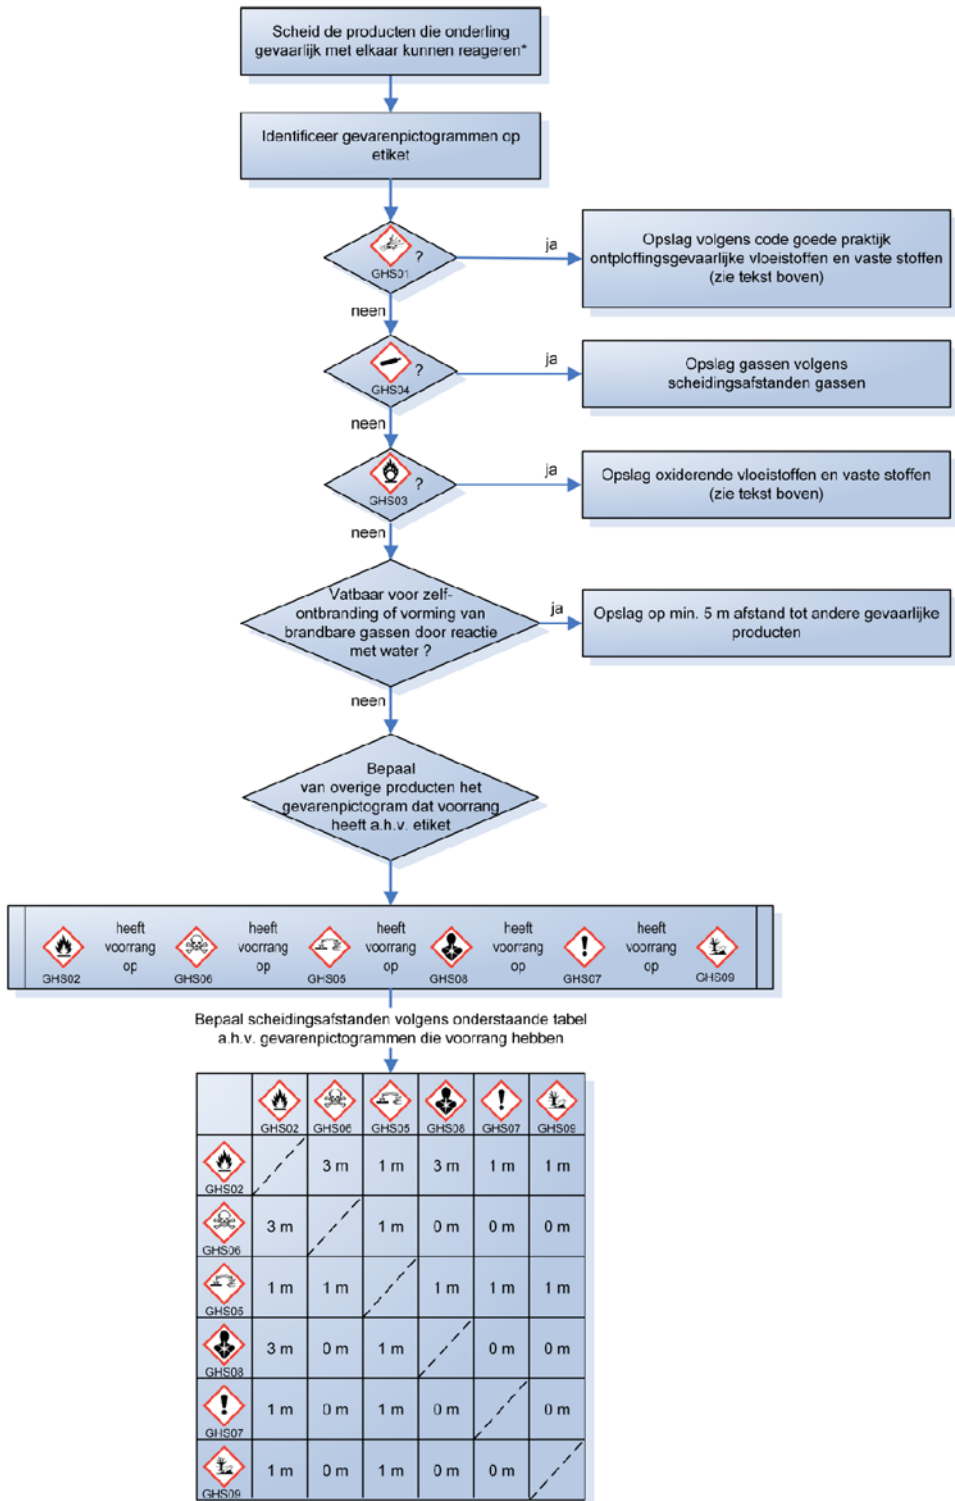 Scheid de producten die onderling
gevaarlijk met elkaar kunnen reageren*
Identificeer gevarenpictogrammen op
etiket
?
GHS01
ja
Opslag volgens code goede praktijk
ontploffingsgevaarlijke vloeistoffen en vaste stoffen
(zie tekst boven)
neen
?
GHS04
ja
Opslag gassen volgens
scheidingsafstanden gassen
neen
?
GHS03
ja
Opslag oxiderende vloeistoffen en vaste stoffen
(zie tekst boven)
neen
Vatbaar voor zelf-
ontbranding of vorming van
brandbare gassen door reactie
met water ?
ja
Opslag op min. 5 m afstand tot andere gevaarlijke
producten
neen
Bepaal
van overige producten het
gevarenpictogram dat voorrang
heeft a.h.v. etiket
GHS02
heeft
voorrang
op
GHS06
heeft
voorrang
op
GHS05
heeft
voorrang
op
GHS08
heeft
voorrang
op
GHS07
heeft
voorrang
op
GHS09
Bepaal scheidingsafstanden volgens onderstaande tabel
a.h.v. gevarenpictogrammen die voorrang hebben
GHS02 GHS06 GHS05 GHS08 GHS07 GHS09
GHS02 3 m 1 m 3 m 1 m 1 m
GHS06 3 m 1 m 0 m 0 m 0 m
GHS05 1 m 1 m 1 m 1 m 1 m
GHS08 3 m 0 m 1 m 0 m 0 m
GHS07 1 m 0 m 1 m 0 m 0 m
GHS09 1 m 0 m 1 m 0 m 0 m